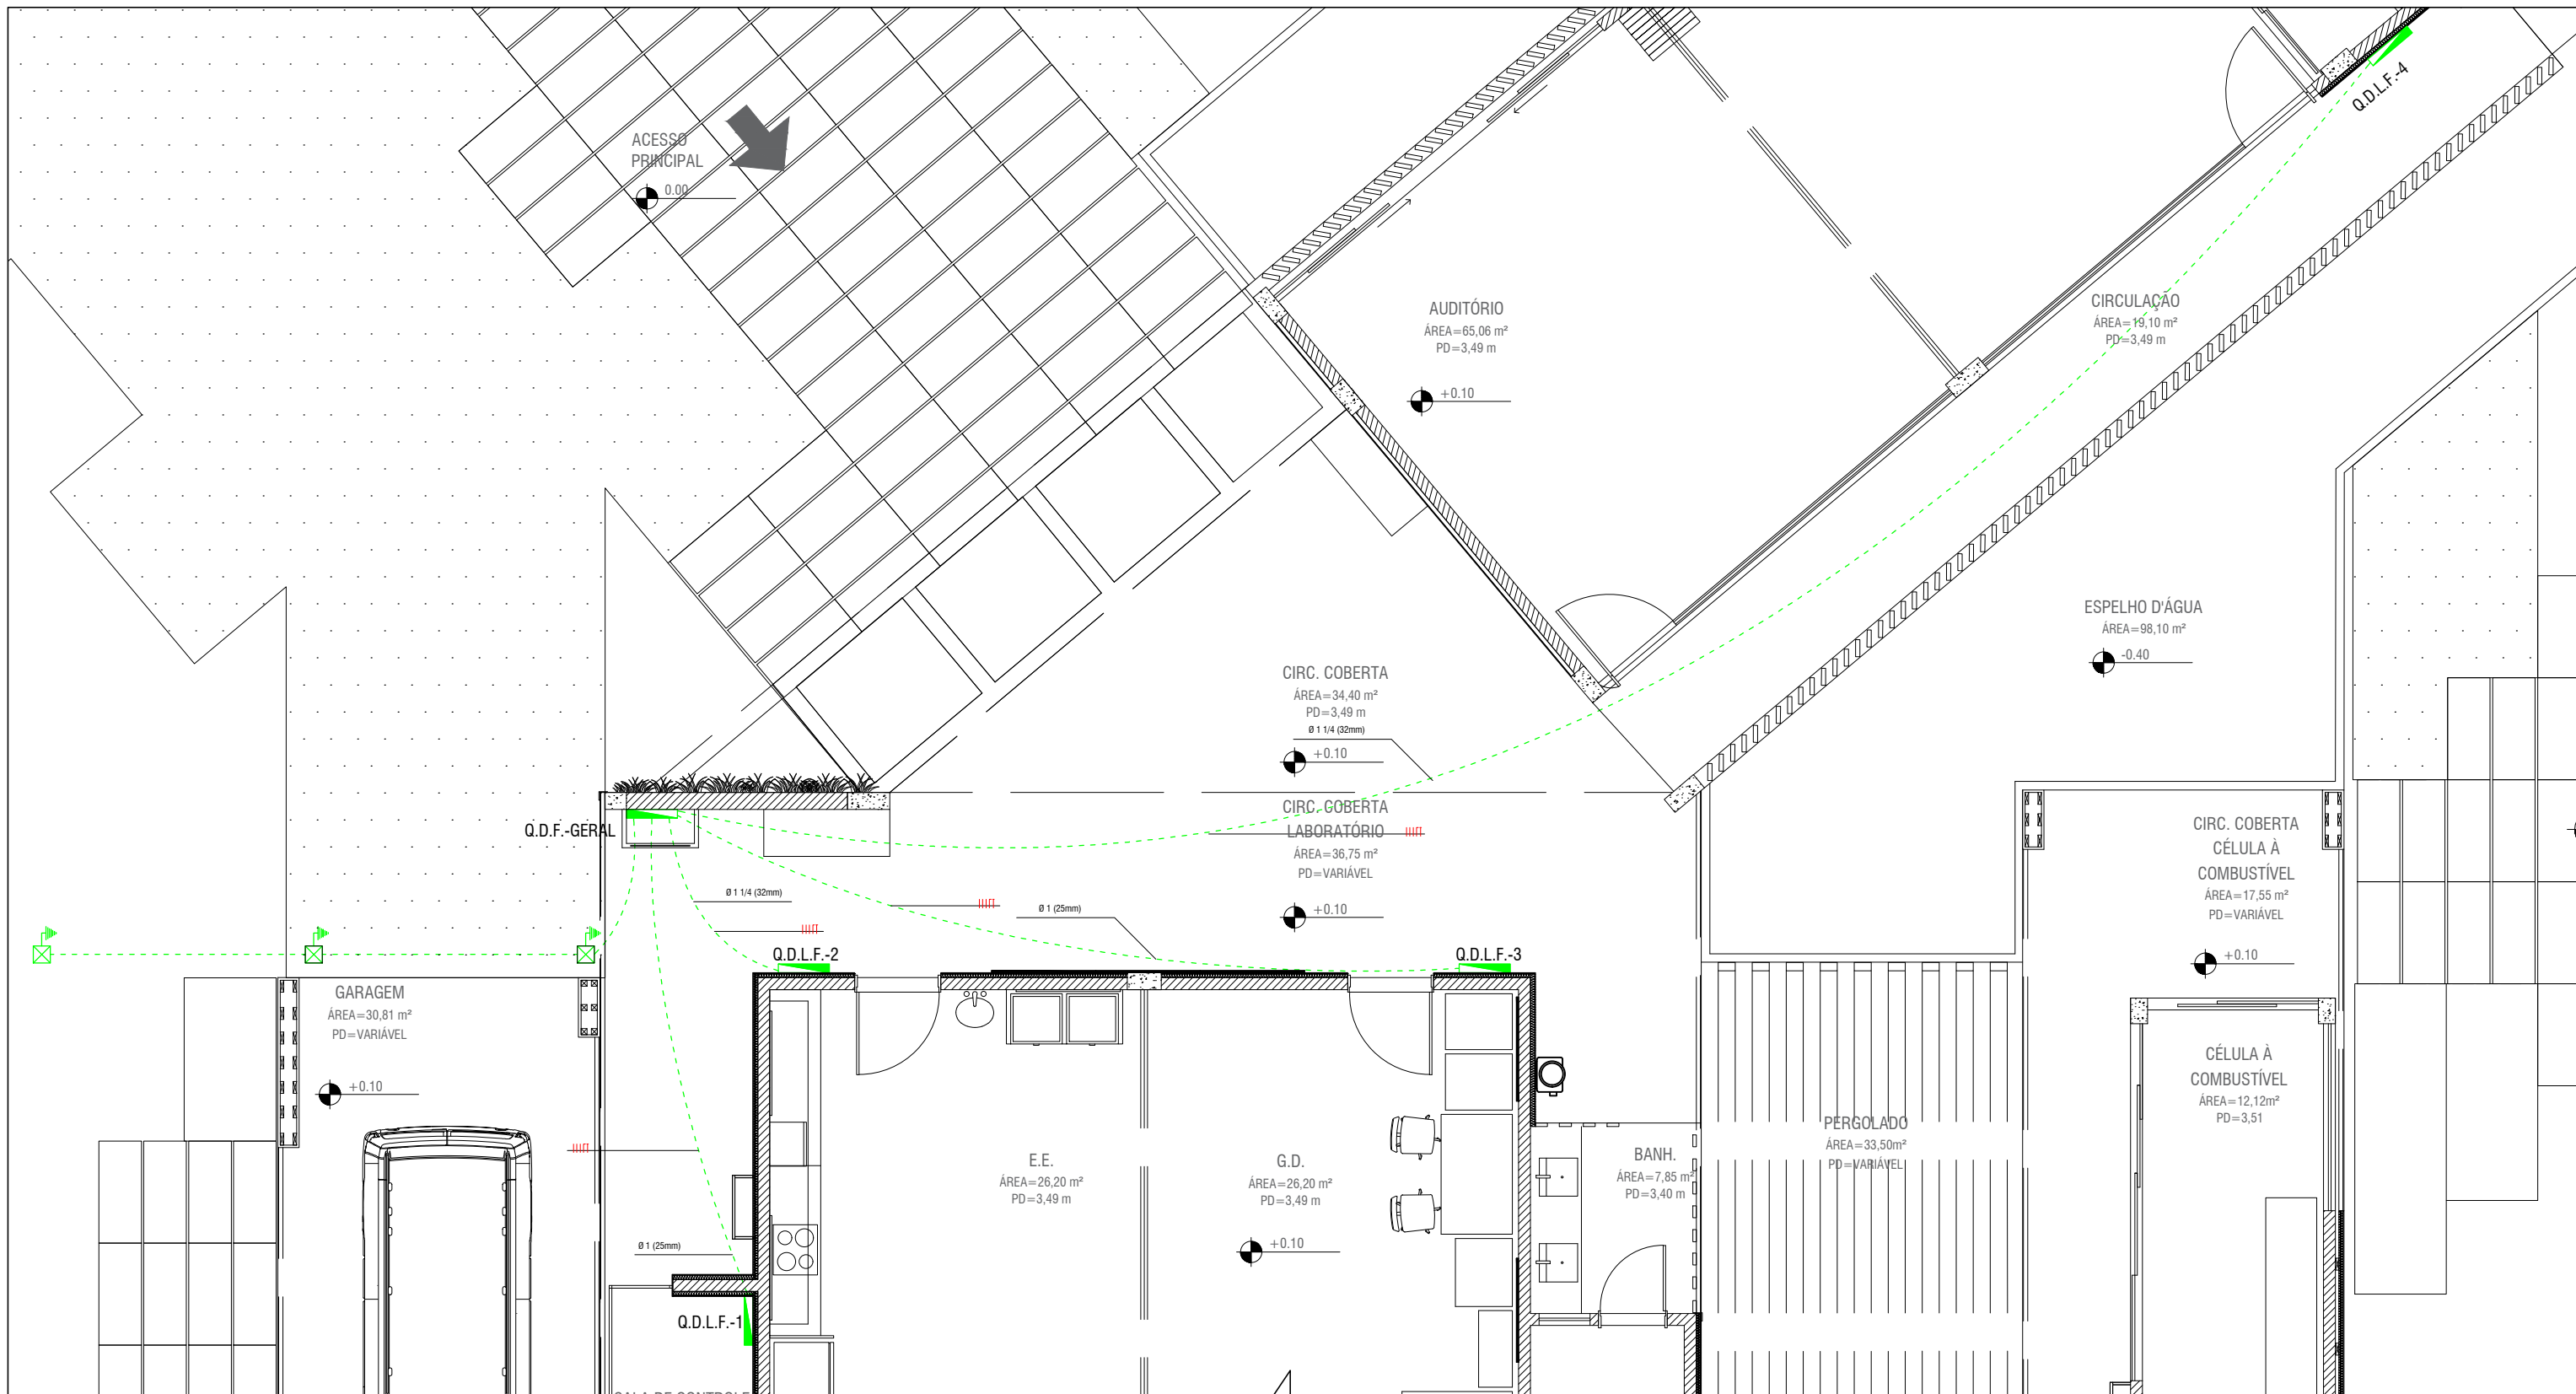 ACESSO
PRINCIPAL
0.00
Q.D.L.F.-4
AUDITÓRIO
ÁREA=65,06 m²
PD=3,49 m
+0.10
CIRCULAÇÃO
ÁREA=19,10 m²
PD=3,49 m
ESPELHO D'ÁGUA
ÁREA=98,10 m²
-0.40
CIRC. COBERTA
ÁREA=34,40 m²
PD=3,49 m
Ø 1 1/4 (32mm)
+0.10
CIRC. COBERTA
LABORATÓRIO
ÁREA=36,75 m²
PD=VARIÁVEL
+0.10
Q.D.F.-GERAL
Ø 1 1/4 (32mm)
Ø 1 (25mm)
Q.D.L.F.-2
Q.D.L.F.-3
CIRC. COBERTA
CÉLULA À
COMBUSTÍVEL
ÁREA=17,55 m²
PD=VARIÁVEL
+0.10
GARAGEM
ÁREA=30,81 m²
PD=VARIÁVEL
+0.10
CÉLULA À
COMBUSTÍVEL
ÁREA=12,12m²
PD=3,51
PERGOLADO
ÁREA=33,50m²
PD=VARIÁVEL
E.E.
ÁREA=26,20 m²
PD=3,49 m
G.D.
ÁREA=26,20 m²
PD=3,49 m
+0.10
BANH.
ÁREA=7,85 m²
PD=3,40 m
Ø 1 (25mm)
Q.D.L.F.-1
SALA DE CONTROLE